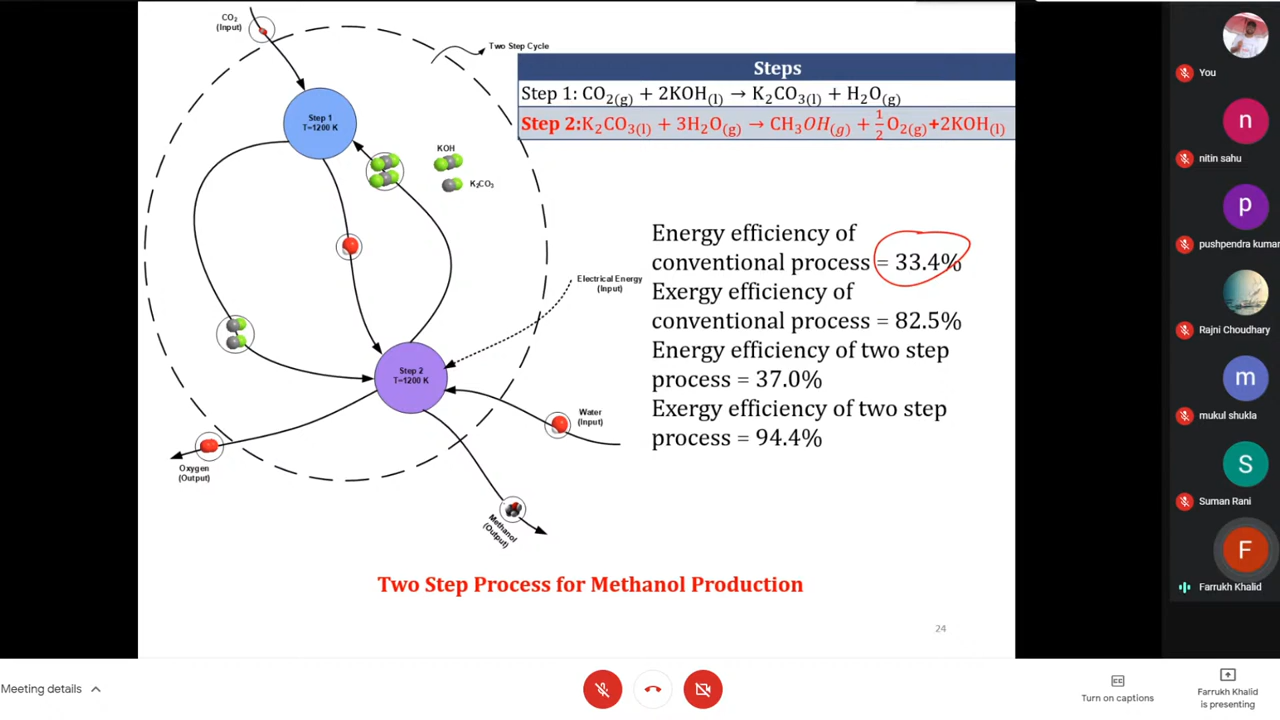 CO₂
(Input)
Two Step Cycle
Steps
Step 1: CO₂(g) + 2KOH(l) → K₂CO₃(l) + H₂O(g)
Step 2:K₂CO₃(l) + 3H₂O(g) → CH₃OH(g) + 1/2 O₂(g)+2KOH(l)
Step 1
T=1200 K
KOH
K₂CO₃
Energy efficiency of
conventional process = 33.4%
Exergy efficiency of
conventional process = 82.5%
Energy efficiency of two step
process = 37.0%
Exergy efficiency of two step
process = 94.4%
Electrical Energy
(Input)
Step 2
T=1200 K
Water
(Input)
Oxygen
(Output)
Methanol
(Output)
Two Step Process for Methanol Production
24
You
n
nitin sahu
p
pushpendra kumar
Rajni Choudhary
m
mukul shukla
S
Suman Rani
F
Farrukh Khalid
Meeting details
CC
Turn on captions
Farrukh Khalid
is presenting